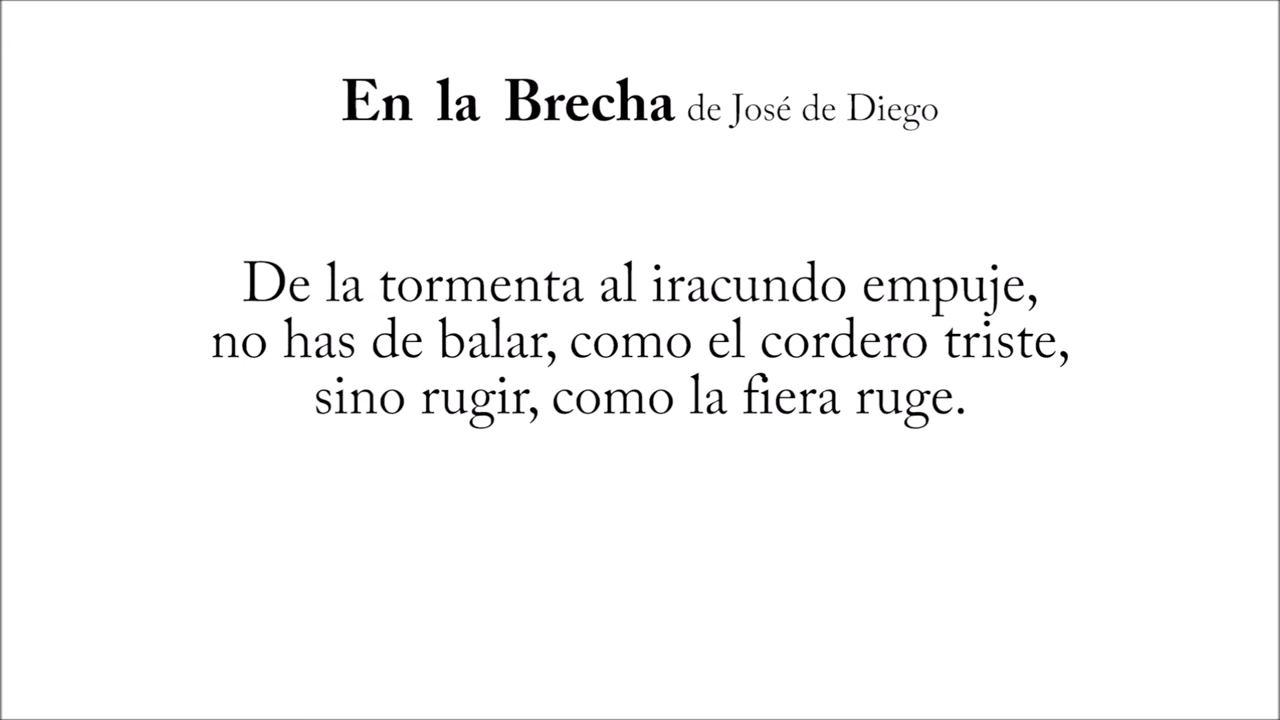 En la Brecha de José de Diego
De la tormenta al iracundo empuje,
no has de balar, como el cordero triste,
sino rugir, como la fiera ruge.